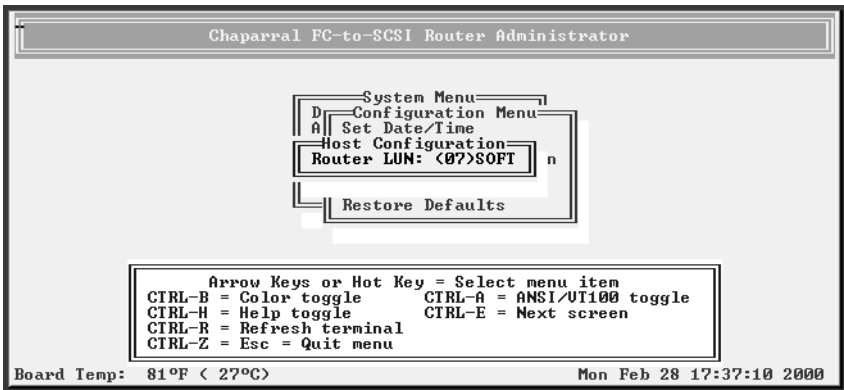 Chaparral FC-to-SCSI Router Administrator
System Menu
D Configuration Menu
A Set Date/Time
Host Configuration
Router LUN: (07)SOFT n
Restore Defaults
Arrow Keys or Hot Key = Select menu item
CTRL-B = Color toggle CTRL-A = ANSI/VT100 toggle
CTRL-H = Help toggle CTRL-E = Next screen
CTRL-R = Refresh terminal
CTRL-Z = Esc = Quit menu
Board Temp: 81ºF ( 27ºC) Mon Feb 28 17:37:10 2000